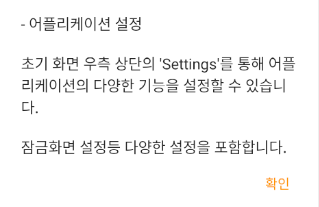 - 어플리케이션 설정
초기 화면 우측 상단의 'Settings'를 통해 어플
리케이션의 다양한 기능을 설정할 수 있습니
다.
잠금화면 설정등 다양한 설정을 포함합니다.
확인